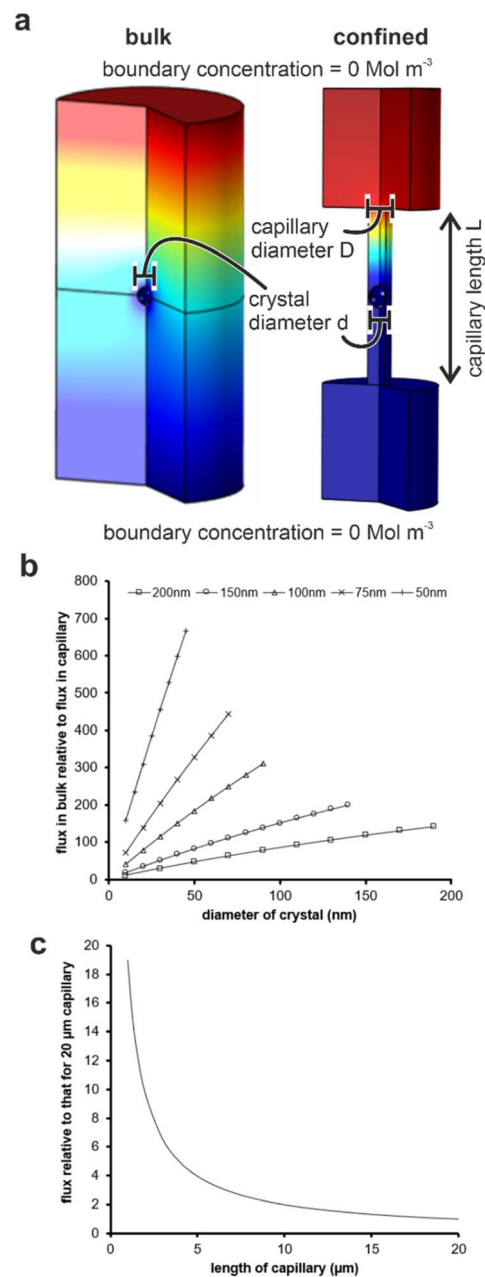 a
bulk
confined
boundary concentration = 0 Mol m-3
capillary
diameter D
crystal
diameter d
capillary length L
boundary concentration = 0 Mol m-3
b
800
700
600
500
400
300
200
100
0
200nm 150nm 100nm 75nm 50nm
flux in bulk relative to flux in capillary
0 50 100 150 200
diameter of crystal (nm)
c
20
18
16
14
12
10
8
6
4
2
0
flux relative to that for 20 µm capillary
0 5 10 15 20
length of capillary (µm)